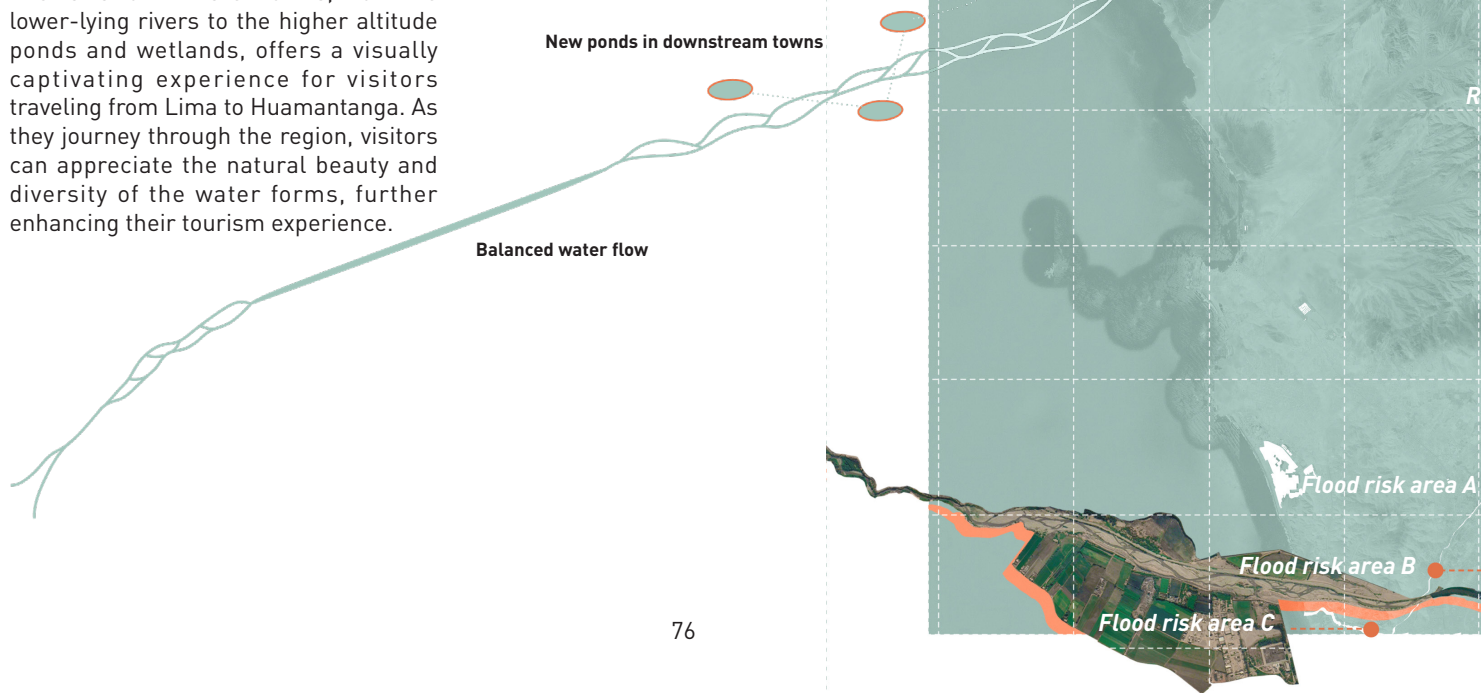 lower-lying rivers to the higher altitude
ponds and wetlands, offers a visually
captivating experience for visitors
traveling from Lima to Huamantanga. As
they journey through the region, visitors
can appreciate the natural beauty and
diversity of the water forms, further
enhancing their tourism experience.
New ponds in downstream towns
Balanced water flow
R
Flood risk area A
Flood risk area B
Flood risk area C
76